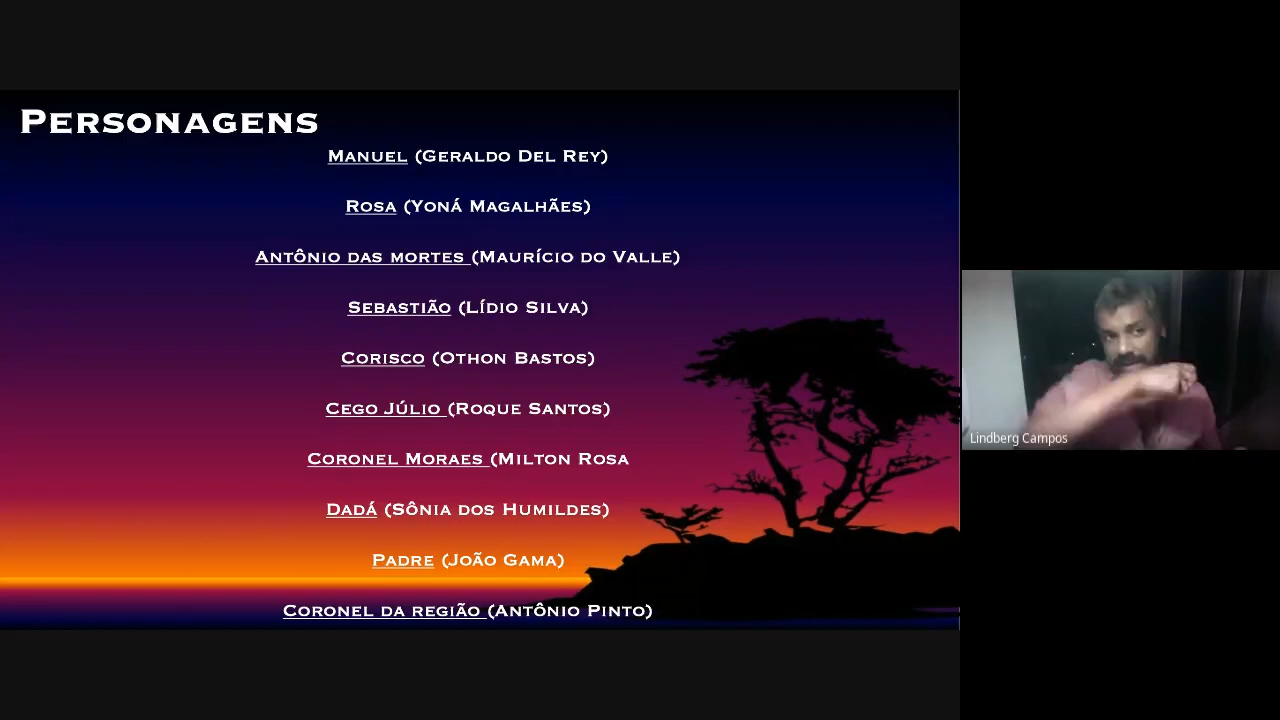 Personagens
Manuel (Geraldo Del Rey)
Rosa (Yoná Magalhães)
Antônio das mortes (Maurício do Valle)
Sebastião (Lídio Silva)
Corisco (Othon Bastos)
Cego Júlio (Roque Santos)
Coronel Moraes (Milton Rosa
Dadá (Sônia dos Humildes)
Padre (João Gama)
Coronel da região (Antônio Pinto)
Lindberg Campos